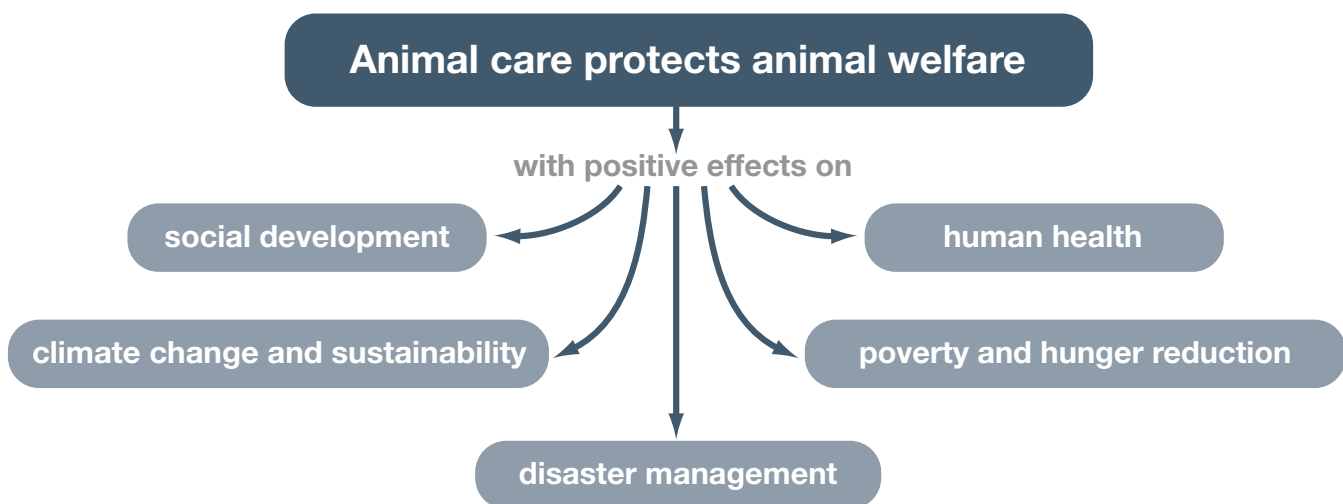 Animal care protects animal welfare
with positive effects on
social development
human health
climate change and sustainability
poverty and hunger reduction
disaster management